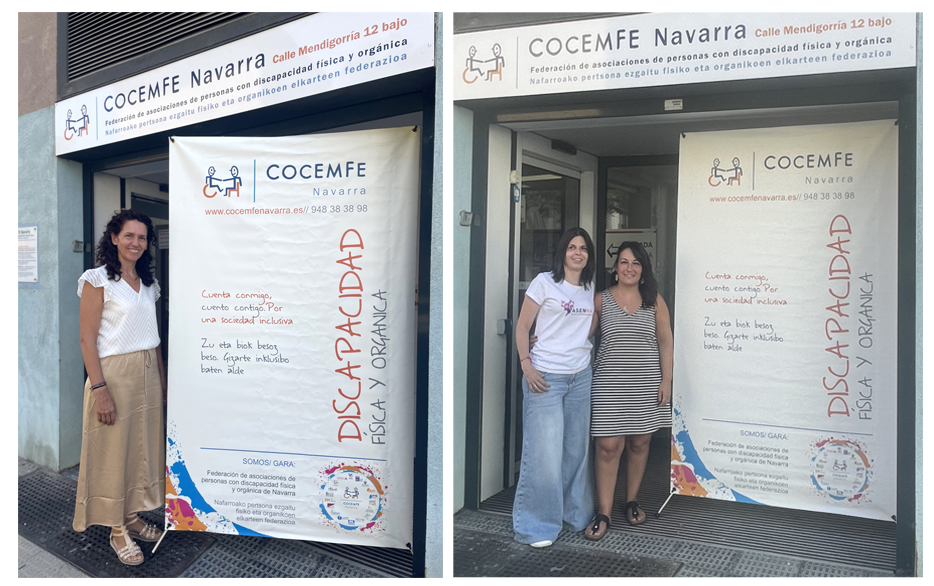 COCEMFE Navarra Calle Mendigorría 12 bajo
Federación de asociaciones de personas con discapacidad física y orgánica
Nafarroako pertsona ezgaitu fisiko eta organikoen elkarteen federazioa
COCEMFE
Navarra
www.cocemfenavarra.es// 948 38 38 98
Cuenta conmigo,
cuento contigo. Por
una sociedad inclusiva
Zu eta biok besoz
beso. Gizarte inklusibo
baten alde
DISCAPACIDAD
FÍSICA Y ORGÁNICA
SOMOS/ GARA:
Federación de asociaciones de
personas con discapacidad física
y orgánica de Navarra
Nafarroako pertsona ezgaitu
fisiko eta organikoen
elkarteen federazioa
COCEMFE Navarra Calle Mendigorría 12 bajo
Federación de asociaciones de personas con discapacidad física y orgánica
Nafarroako pertsona ezgaitu fisiko eta organikoen elkarteen federazioa
COCEMFE
Navarra
www.cocemfenavarra.es// 948 38 38 98
Cuenta conmigo,
cuento contigo. Por
una sociedad inclusiva
Zu eta biok besoz
beso. Gizarte inklusibo
baten alde
DISCAPACIDAD
FÍSICA Y ORGÁNICA
SOMOS/ GARA:
Federación de asociaciones de
personas con discapacidad física
y orgánica de Navarra
Nafarroako pertsona ezgaitu
fisiko eta organikoen
elkarteen federazioa